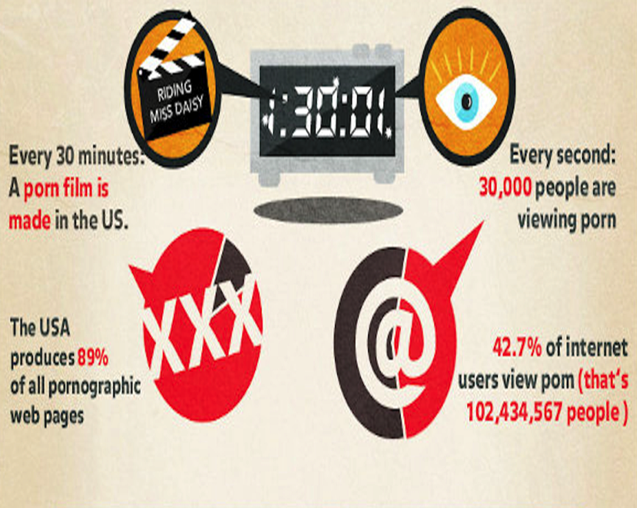 RIDING
MISS DAISY
1:30:01
Every 30 minutes:
A porn film is
made in the US.
Every second:
30,000 people are
viewing porn
XXX
@
The USA
produces 89%
of all pornographic
web pages
42.7% of internet
users view porn (that's
102,434,567 people )